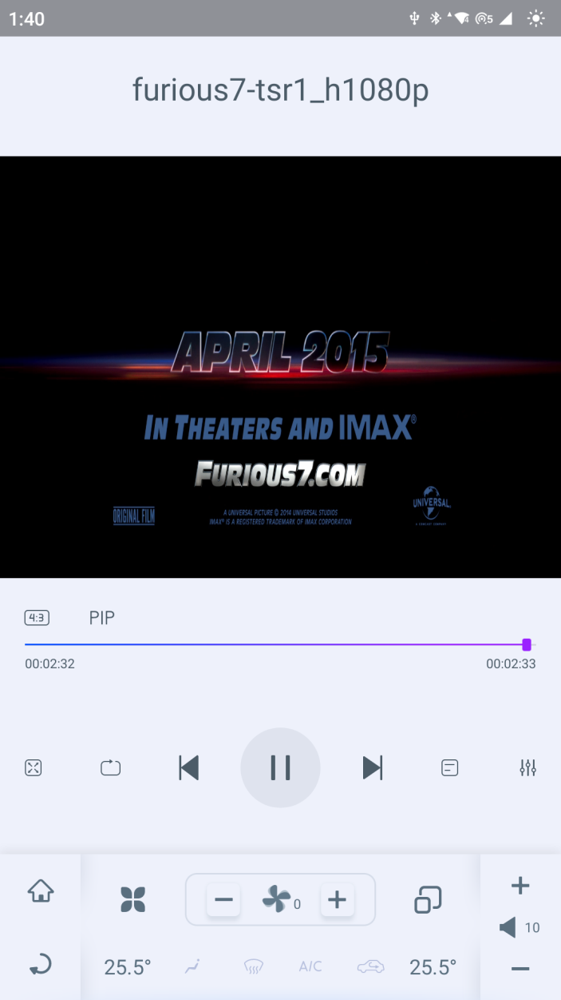 1:40
furious7-tsr1_h1080p
APRIL 2015
IN THEATERS AND IMAX®
FURIOUS7.COM
ORIGINAL FILM
A UNIVERSAL PICTURE © 2014 UNIVERSAL STUDIOS
IMAX® IS A REGISTERED TRADEMARK OF IMAX CORPORATION
UNIVERSAL
A COMCAST COMPANY
4:3
PIP
00:02:32
00:02:33
0
10
25.5°
A/C
25.5°